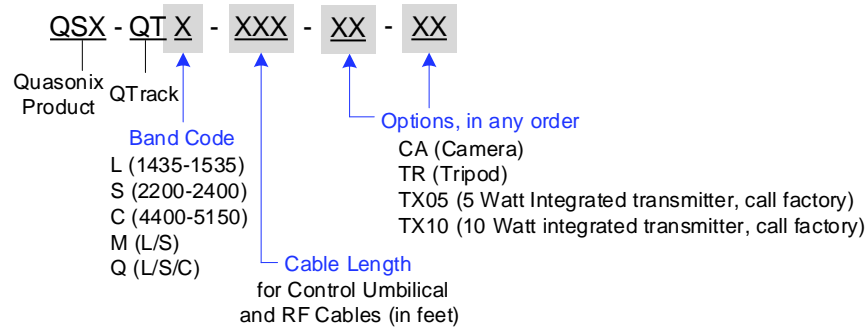 QSX - QT X - XXX - XX - XX
Quasonix
Product
QTrack
Band Code
L (1435-1535)
S (2200-2400)
C (4400-5150)
M (L/S)
Q (L/S/C)
Options, in any order
CA (Camera)
TR (Tripod)
TX05 (5 Watt Integrated transmitter, call factory)
TX10 (10 Watt integrated transmitter, call factory)
Cable Length
for Control Umbilical
and RF Cables (in feet)